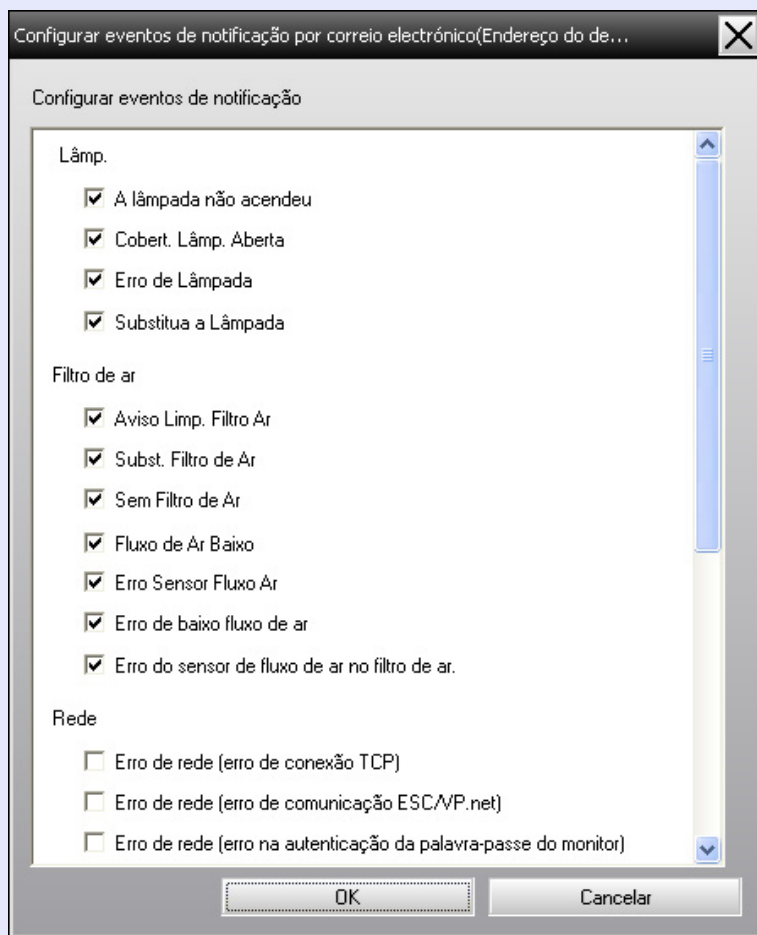 Configurar eventos de notificação por correio electrónico(Endereço do de...
Configurar eventos de notificação
Lâmp.
A lâmpada não acendeu
Cobert. Lâmp. Aberta
Erro de Lâmpada
Substitua a Lâmpada
Filtro de ar
Aviso Limp. Filtro Ar
Subst. Filtro de Ar
Sem Filtro de Ar
Fluxo de Ar Baixo
Erro Sensor Fluxo Ar
Erro de baixo fluxo de ar
Erro do sensor de fluxo de ar no filtro de ar.
Rede
Erro de rede (erro de conexão TCP)
Erro de rede (erro de comunicação ESC/VP.net)
Erro de rede (erro na autenticação da palavra-passe do monitor)
OK
Cancelar